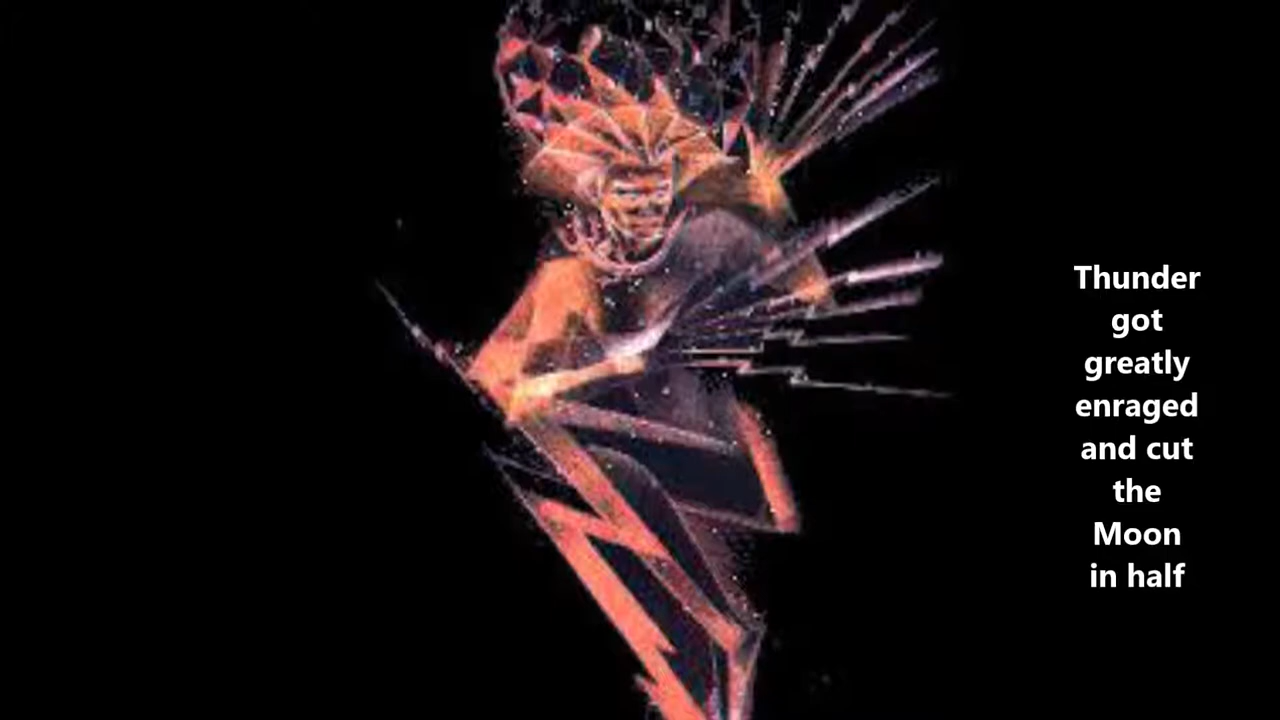 Thunder
got
greatly
enraged
and cut
the
Moon
in half